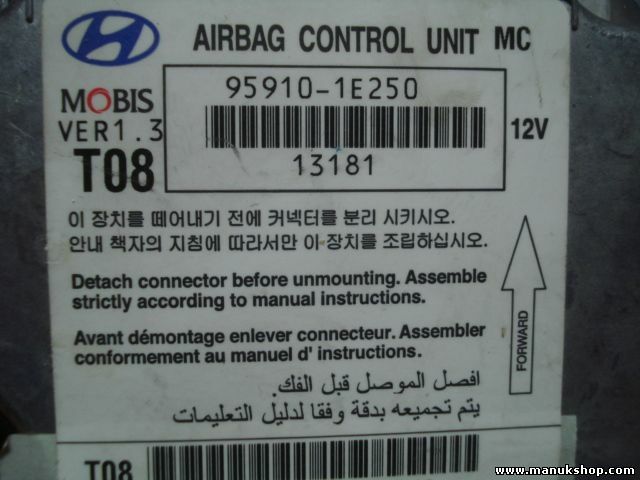 AIRBAG CONTROL UNIT MC
MOBIS
VER1.3
T08
95910-1E250
13181
12V
이 장치를 떼어내기 전에 커넥터를 분리 시키시오.
안내 책자의 지침에 따라서만 이 장치를 조립하십시오.
Detach connector before unmounting. Assemble
strictly according to manual instructions.
Avant démontage enlever connecteur. Assembler
conformement au manuel d' instructions.
افصل الموصل قبل الفك.
يتم تجميعه بدقة وفقا لدليل التعليمات
FORWARD
T08
www.manukshop.com